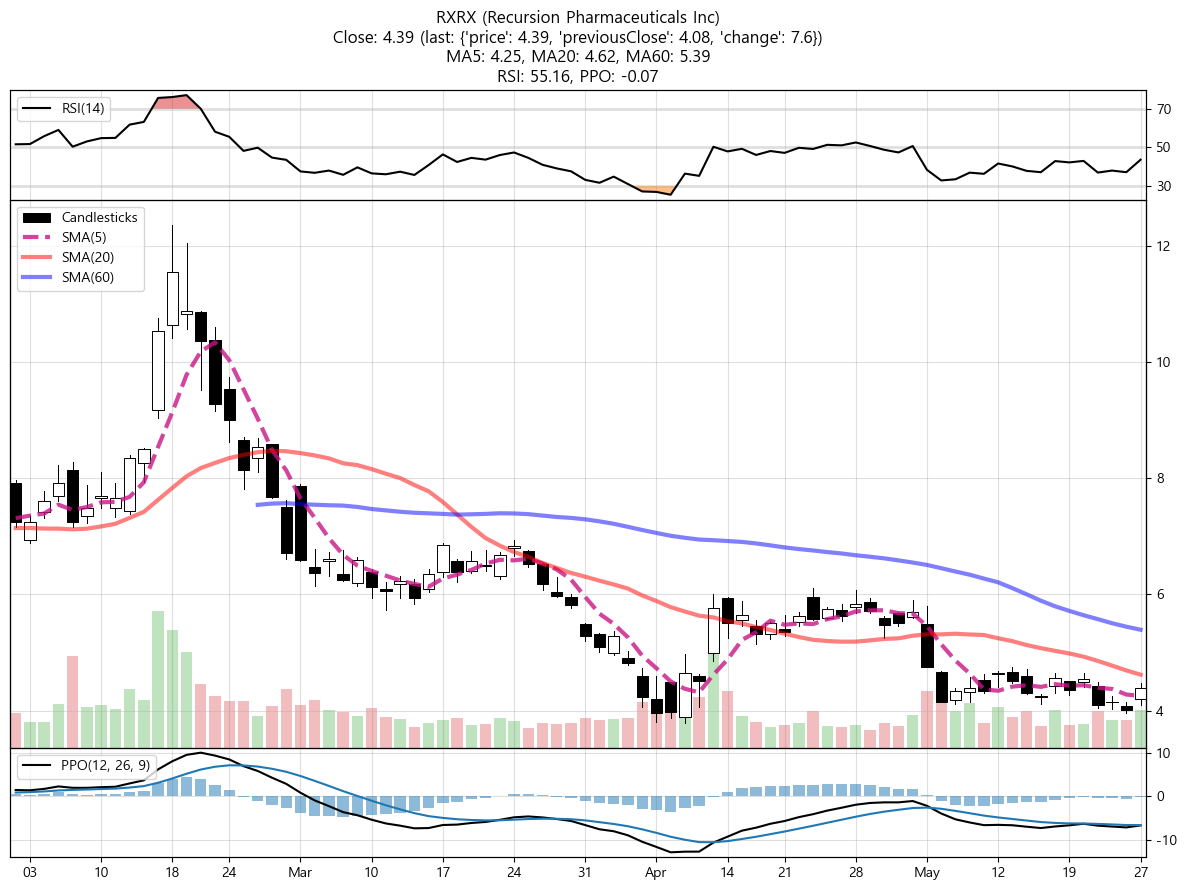 RXRX (Recursion Pharmaceuticals Inc)
Close: 4.39 (last: {'price': 4.39, 'previousClose': 4.08, 'change': 7.6})
MA5: 4.25, MA20: 4.62, MA60: 5.39
RSI: 55.16, PPO: -0.07
RSI(14)
70
50
30
Candlesticks
SMA(5)
SMA(20)
SMA(60)
12
10
8
6
4
PPO(12, 26, 9)
10
0
-10
03 10 18 24 Mar 10 17 24 31 Apr 14 21 28 May 12 19 27